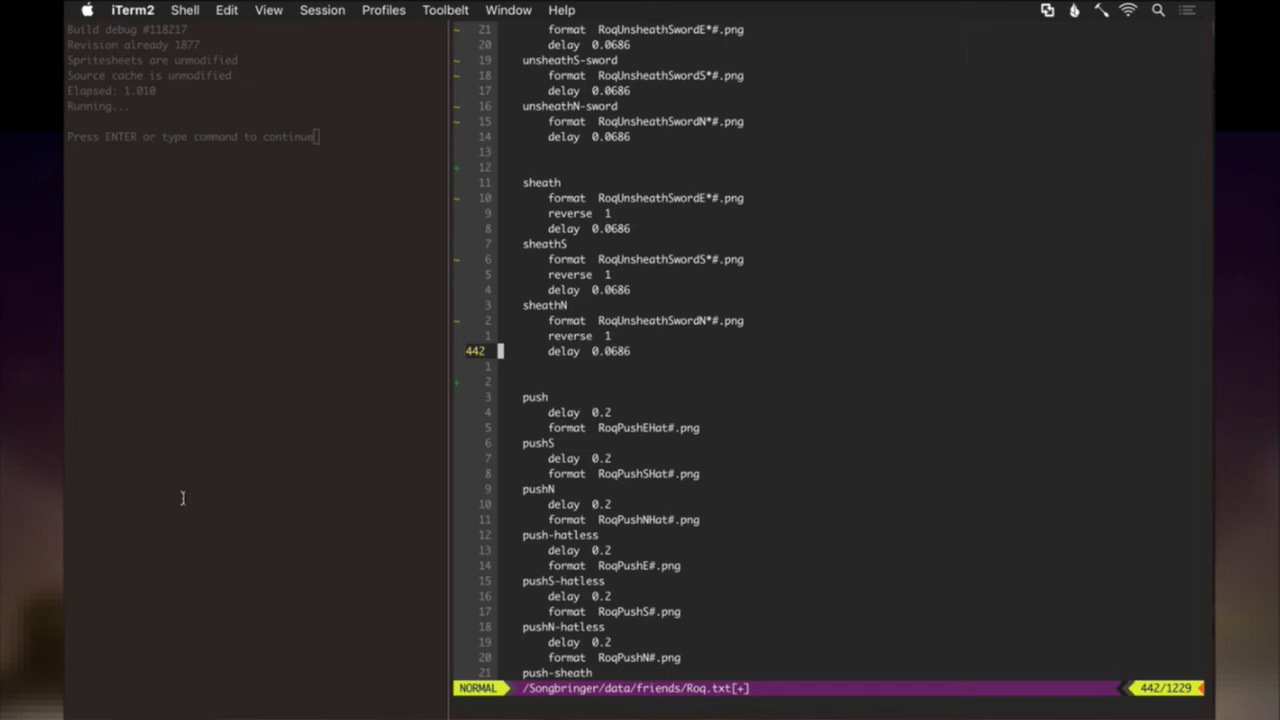 iTerm2 Shell Edit View Session Profiles Toolbelt Window Help
Build debug #118217
Revision already 1877
Spritesheets are unmodified
Source cache is unmodified
Elapsed: 1.010
Running...
Press ENTER or type command to continue
~ 21 format RoqUnsheathSwordE*#.png
20 delay 0.0686
~ 19 unsheathS-sword
~ 18 format RoqUnsheathSwordS*#.png
17 delay 0.0686
~ 16 unsheathN-sword
~ 15 format RoqUnsheathSwordN*#.png
14 delay 0.0686
13
+ 12
11 sheath
~ 10 format RoqUnsheathSwordE*#.png
9 reverse 1
8 delay 0.0686
7 sheathS
~ 6 format RoqUnsheathSwordS*#.png
5 reverse 1
4 delay 0.0686
3 sheathN
~ 2 format RoqUnsheathSwordN*#.png
1 reverse 1
442 delay 0.0686
1
+ 2
3 push
4 delay 0.2
5 format RoqPushEHat#.png
6 pushS
7 delay 0.2
8 format RoqPushSHat#.png
9 pushN
10 delay 0.2
11 format RoqPushNHat#.png
12 push-hatless
13 delay 0.2
14 format RoqPushE#.png
15 pushS-hatless
16 delay 0.2
17 format RoqPushS#.png
18 pushN-hatless
19 delay 0.2
20 format RoqPushN#.png
21 push-sheath
NORMAL /Songbringer/data/friends/Roq.txt[+] 442/1229